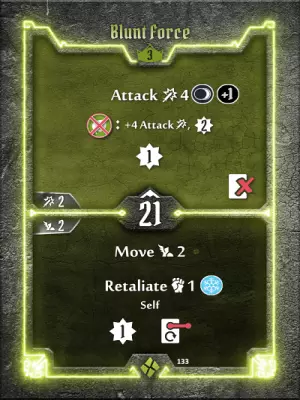 Blunt Force
3
Attack 4 +1
: +4 Attack , 2
1
2
21
2
Move 2
Retaliate 1
Self
1
133